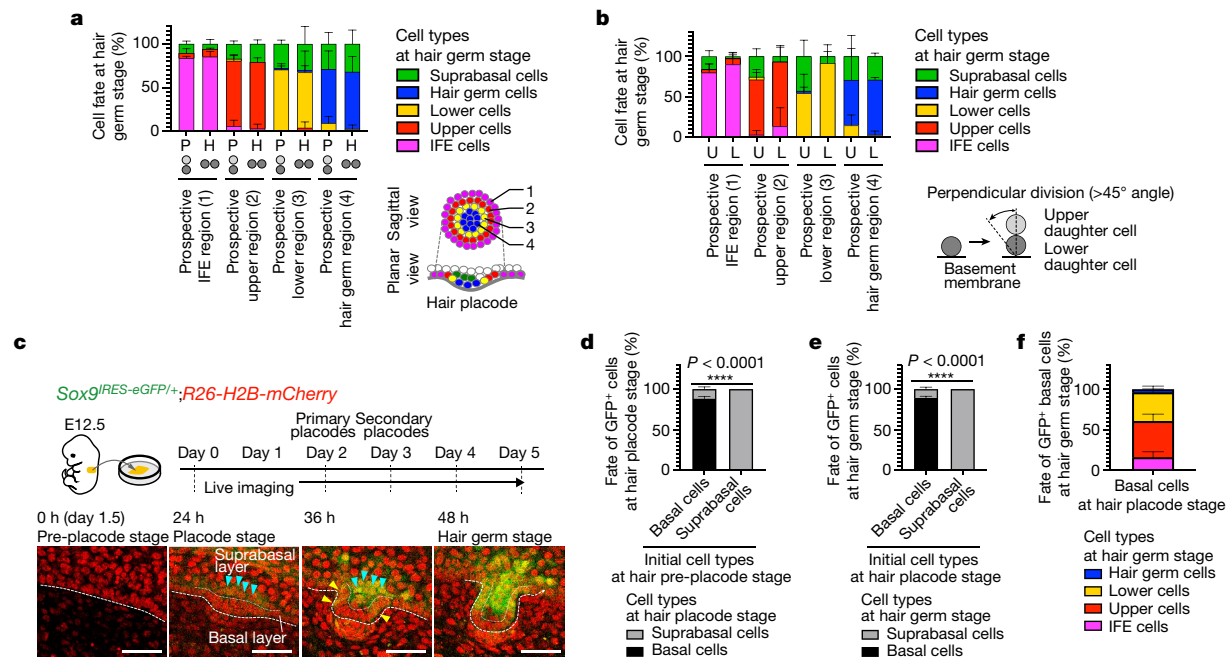 a
Cell fate at hair
germ stage (%)
100
50
0
P H P H P H P H
Prospective
IFE region (1)
Prospective
upper region (2)
Prospective
lower region (3)
Prospective
hair germ region (4)
Cell types
at hair germ stage
Suprabasal cells
Hair germ cells
Lower cells
Upper cells
IFE cells
Sagittal
view
Planar
view
1
2
3
4
Hair placode
b
Cell fate at hair
germ stage (%)
100
50
0
U L U L U L U L
Prospective
IFE region (1)
Prospective
upper region (2)
Prospective
lower region (3)
Prospective
hair germ region (4)
Cell types
at hair germ stage
Suprabasal cells
Hair germ cells
Lower cells
Upper cells
IFE cells
Perpendicular division (>45° angle)
Upper
daughter cell
Lower
daughter cell
Basement
membrane
c
Sox9IRES-eGFP/+;R26-H2B-mCherry
E12.5
Primary Secondary
placodes placodes
Day 0 Day 1 Day 2 Day 3 Day 4 Day 5
Live imaging
0 h (day 1.5) 24 h 36 h 48 h
Pre-placode stage Placode stage Hair germ stage
Suprabasal
layer
Basal layer
d
Fate of GFP+ cells
at hair placode stage (%)
P < 0.0001
****
100
50
0
Basal cells
Suprabasal
cells
Initial cell types
at hair pre-placode stage
Cell types
at hair placode stage
Suprabasal cells
Basal cells
e
Fate of GFP+ cells
at hair germ stage (%)
P < 0.0001
****
100
50
0
Basal cells
Suprabasal
cells
Initial cell types
at hair placode stage
Cell types
at hair germ stage
Suprabasal cells
Basal cells
f
Fate of GFP+ basal cells
at hair germ stage (%)
100
50
0
Basal cells
at hair placode stage
Cell types
at hair germ stage
Hair germ cells
Lower cells
Upper cells
IFE cells